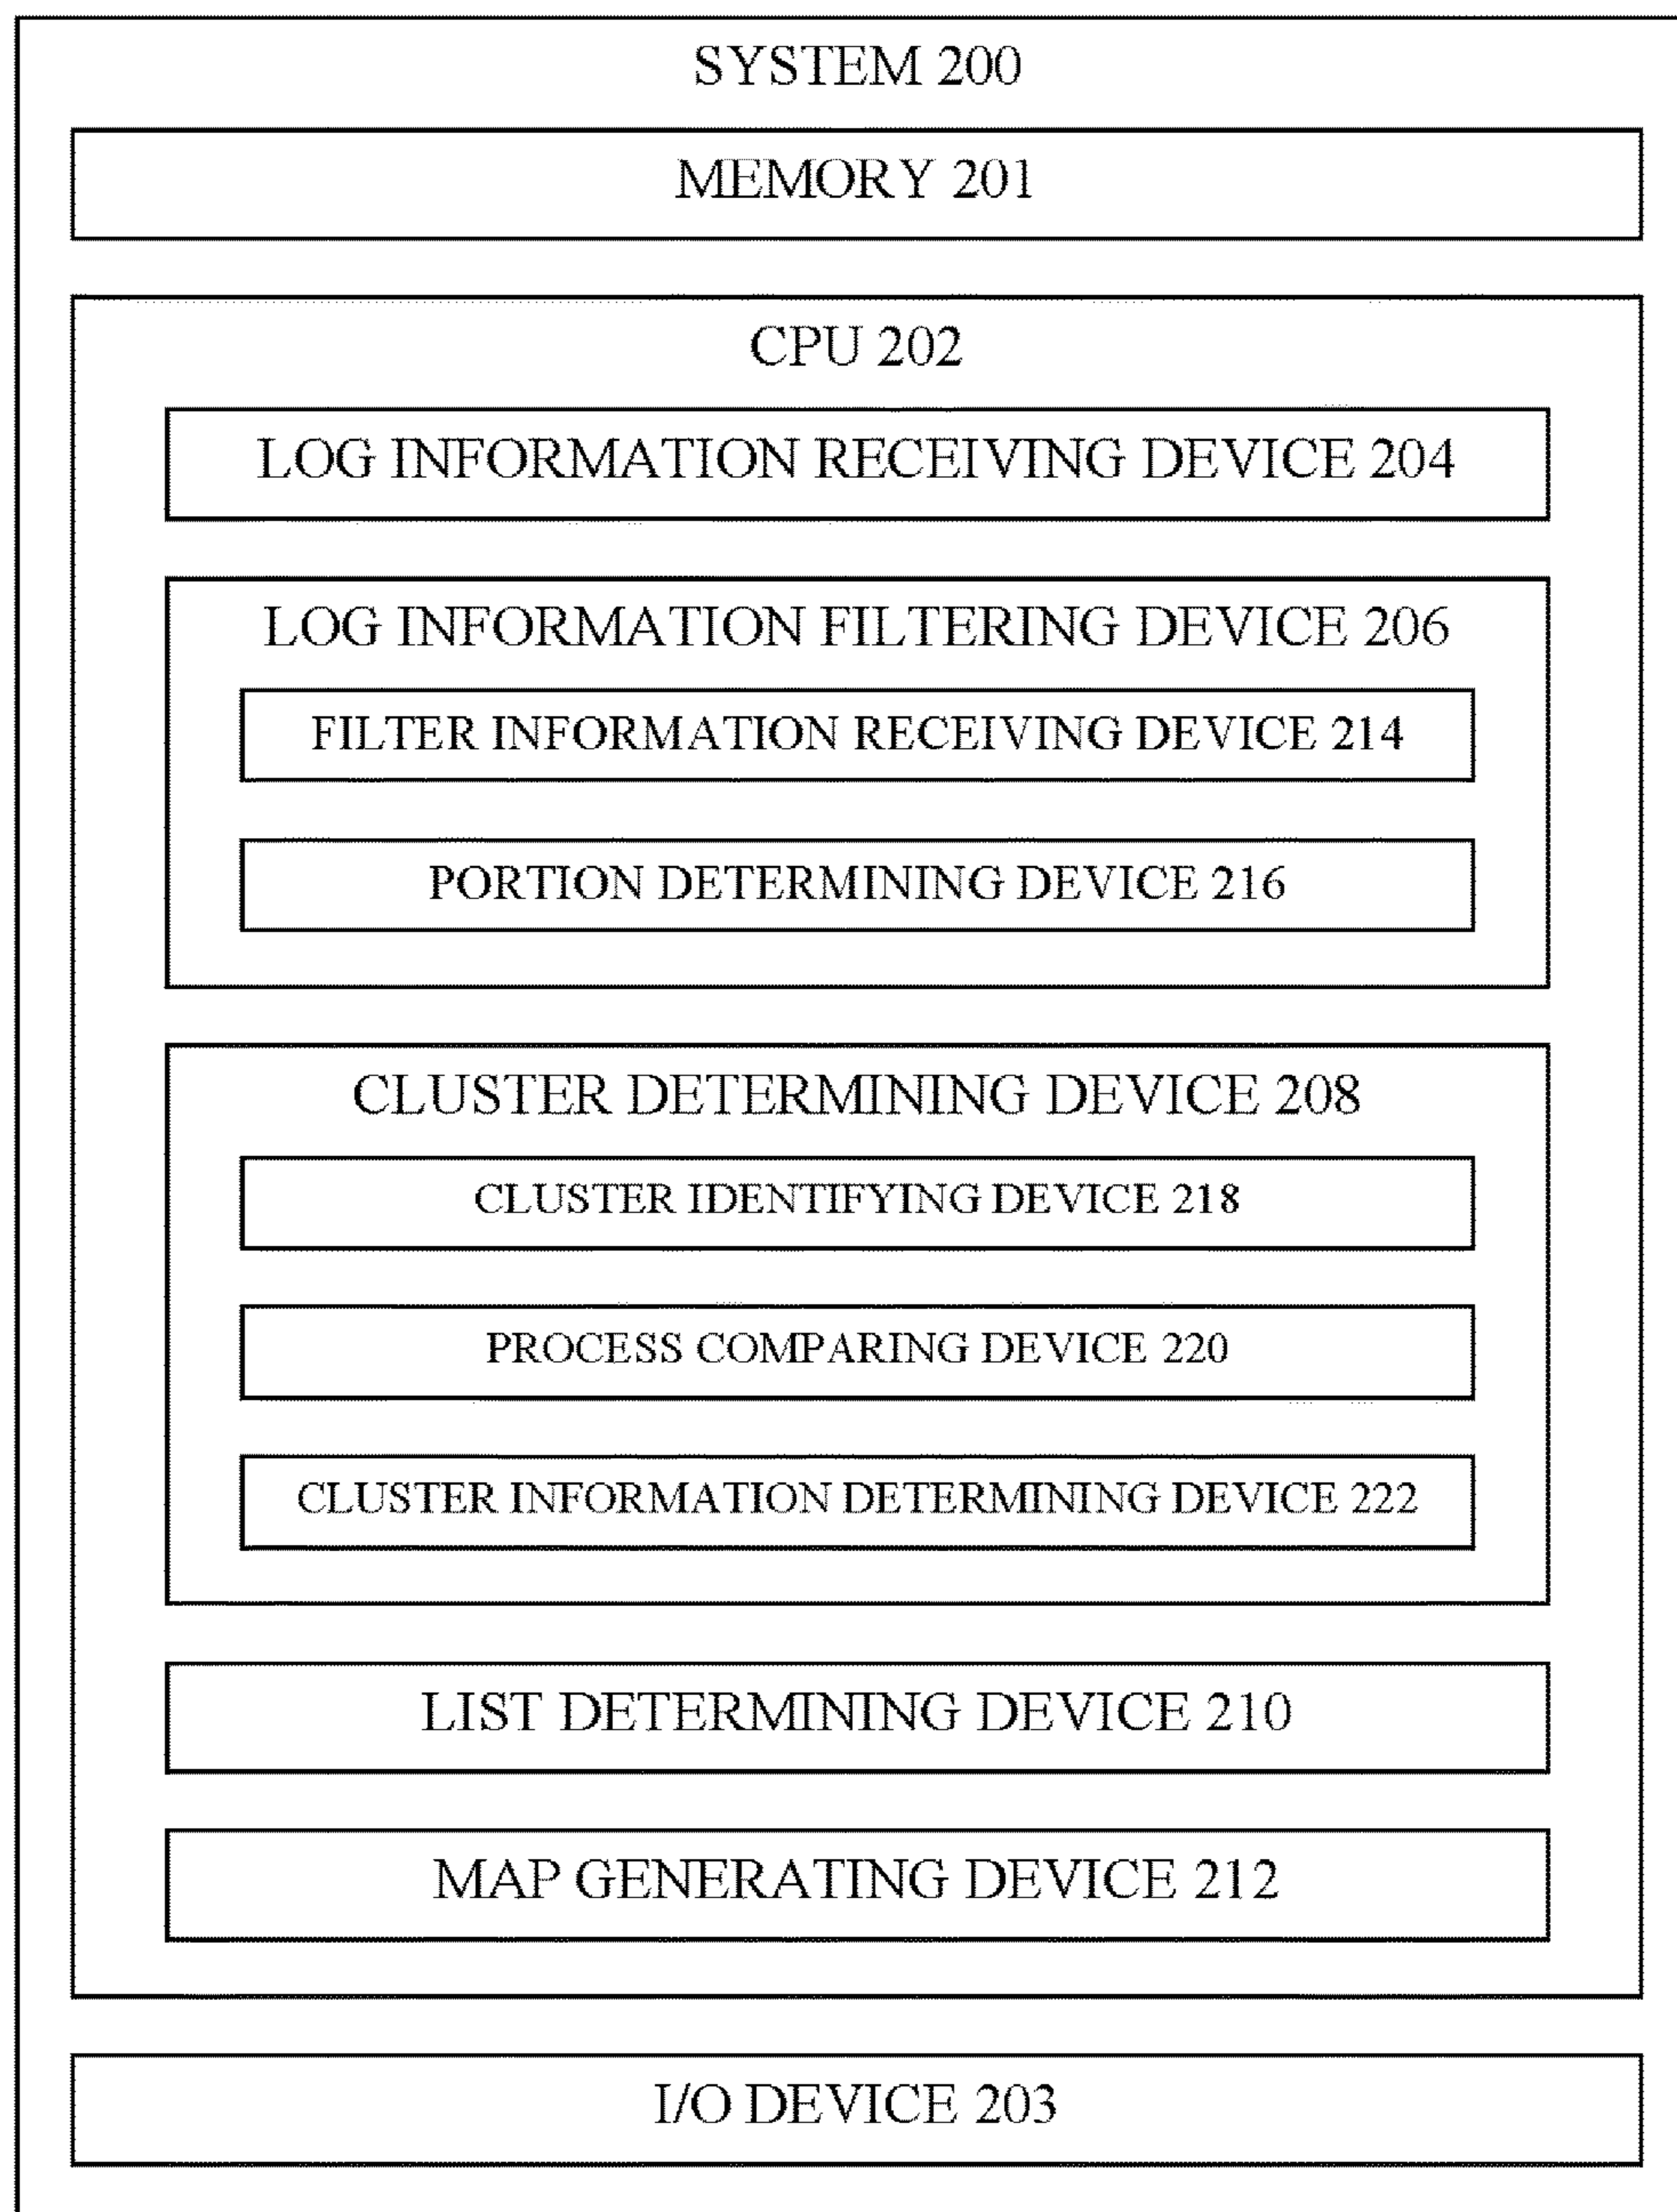 SYSTEM 200
MEMORY 201
CPU 202
LOG INFORMATION RECEIVING DEVICE 204
LOG INFORMATION FILTERING DEVICE 206
FILTER INFORMATION RECEIVING DEVICE 214
PORTION DETERMINING DEVICE 216
CLUSTER DETERMINING DEVICE 208
CLUSTER IDENTIFYING DEVICE 218
PROCESS COMPARING DEVICE 220
CLUSTER INFORMATION DETERMINING DEVICE 222
LIST DETERMINING DEVICE 210
MAP GENERATING DEVICE 212
I/O DEVICE 203